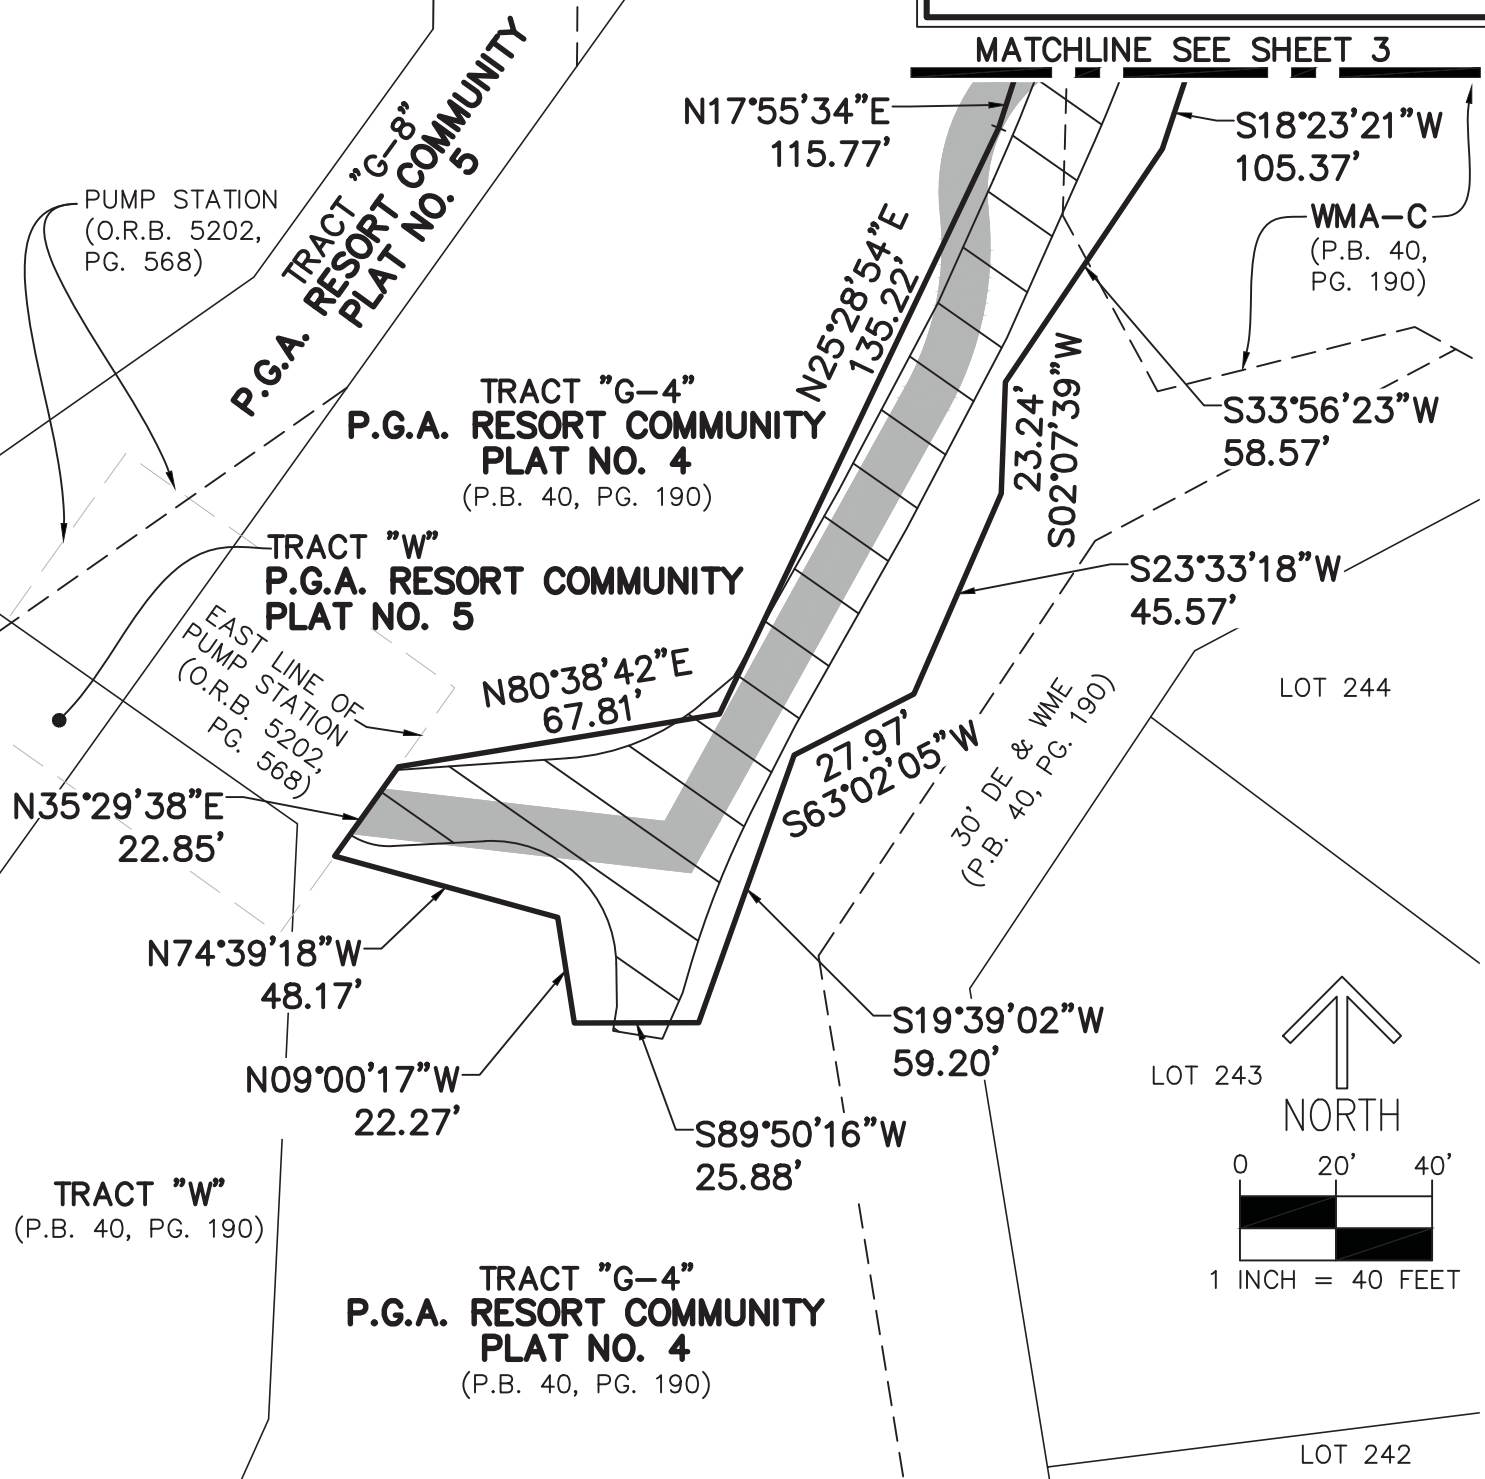 MATCHLINE SEE SHEET 3
N17°55'34"E
115.77'
S18°23'21"W
105.37'
TRACT "G-8"
P.G.A. RESORT COMMUNITY
PLAT NO. 5
PUMP STATION
(O.R.B. 5202,
PG. 568)
WMA-C
(P.B. 40,
PG. 190)
N25°28'54"E
135.22'
23.24'
S02°07'39"W
S33°56'23"W
58.57'
TRACT "G-4"
P.G.A. RESORT COMMUNITY
PLAT NO. 4
(P.B. 40, PG. 190)
TRACT "W"
P.G.A. RESORT COMMUNITY
PLAT NO. 5
S23°33'18"W
45.57'
EAST LINE OF
PUMP STATION
(O.R.B. 5202,
PG. 568)
N80°38'42"E
67.81'
LOT 244
27.97'
S63°02'05"W
30' DE & WME
(P.B. 40, PG. 190)
N35°29'38"E
22.85'
N74°39'18"W
48.17'
S19°39'02"W
59.20'
N09°00'17"W
22.27'
LOT 243
NORTH
S89°50'16"W
25.88'
0 20' 40'
1 INCH = 40 FEET
TRACT "W"
(P.B. 40, PG. 190)
TRACT "G-4"
P.G.A. RESORT COMMUNITY
PLAT NO. 4
(P.B. 40, PG. 190)
LOT 242